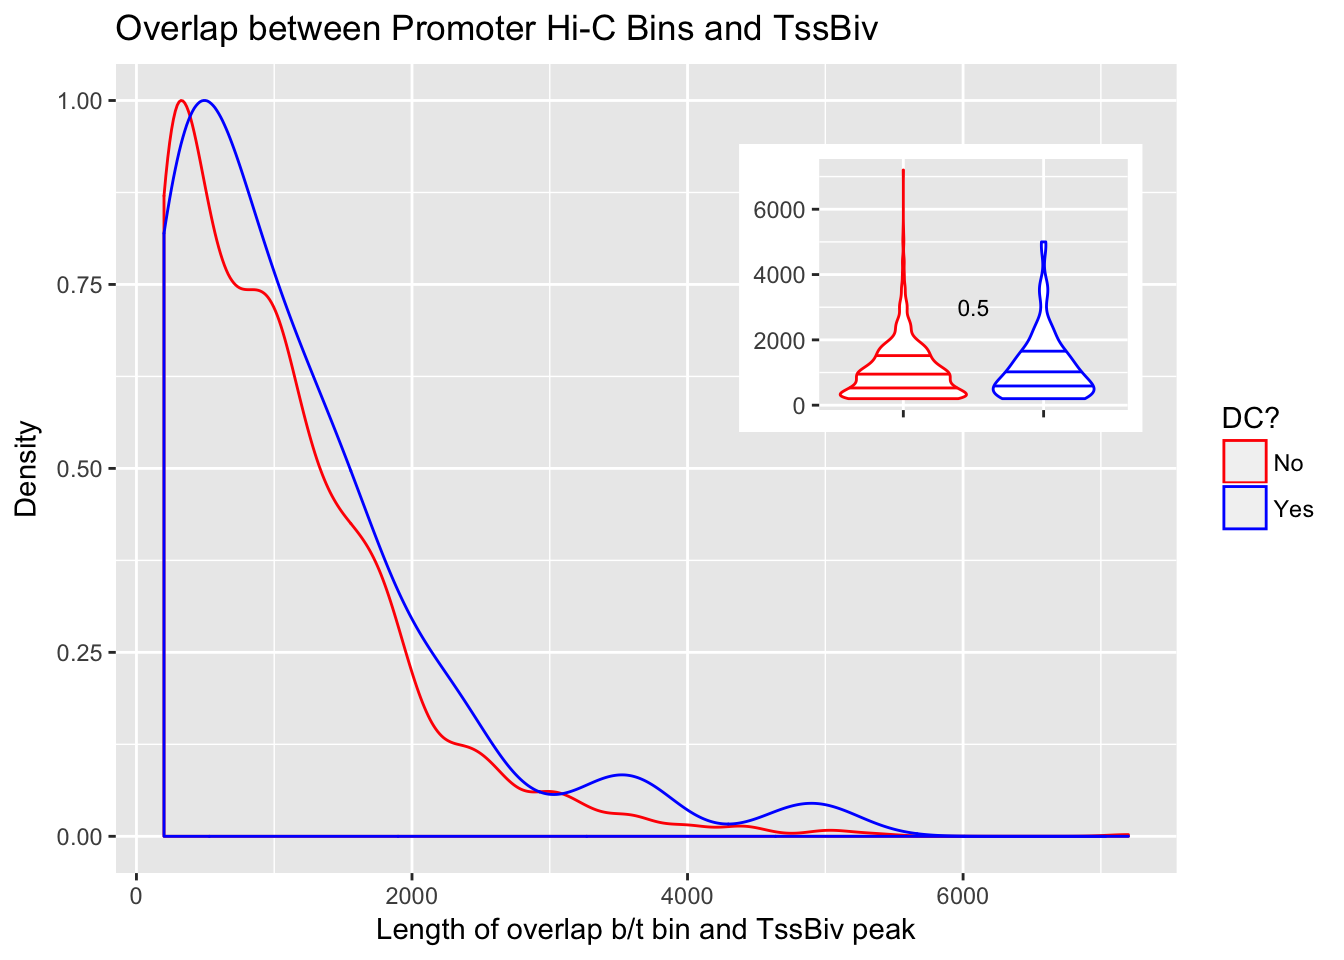 Overlap between Promoter Hi-C Bins and TssBiv
1.00
0.75
0.50
0.25
0.00
Density
0
2000
4000
6000
Length of overlap b/t bin and TssBiv peak
6000
4000
2000
0
0.5
DC?
No
Yes